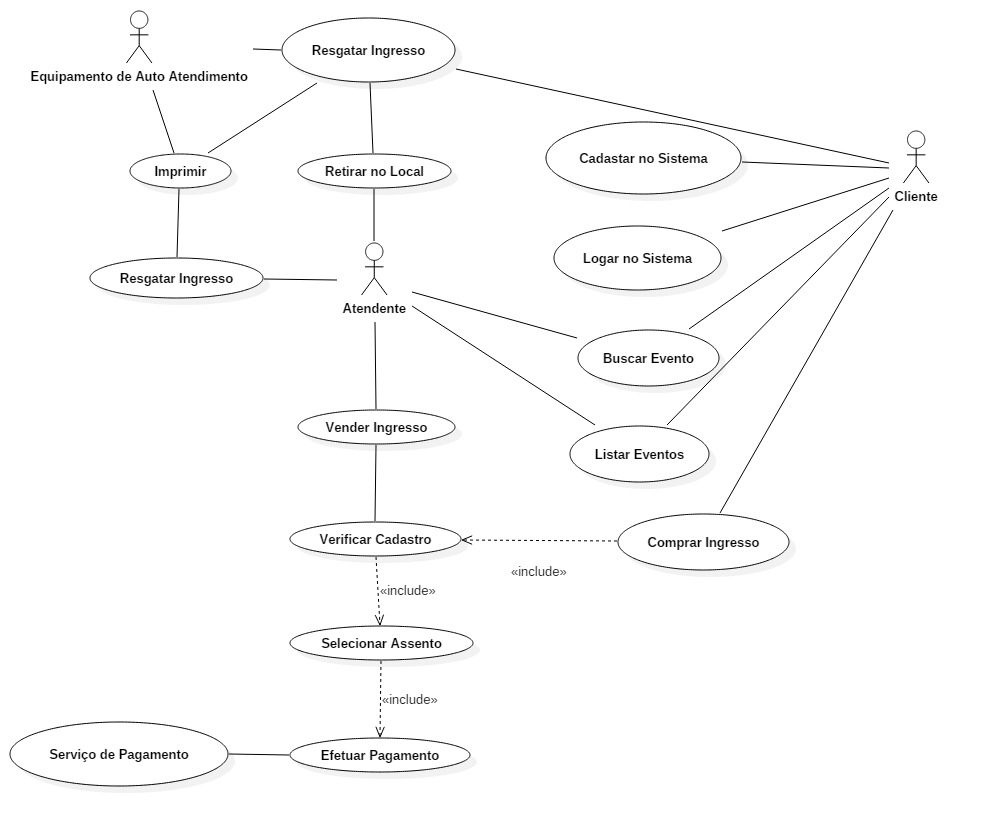 Resgatar Ingresso
Equipamento de Auto Atendimento
Cadastar no Sistema
Imprimir
Retirar no Local
Cliente
Logar no Sistema
Resgatar Ingresso
Atendente
Buscar Evento
Vender Ingresso
Listar Eventos
Verificar Cadastro
Comprar Ingresso
«include»
«include»
Selecionar Assento
«include»
Serviço de Pagamento
Efetuar Pagamento